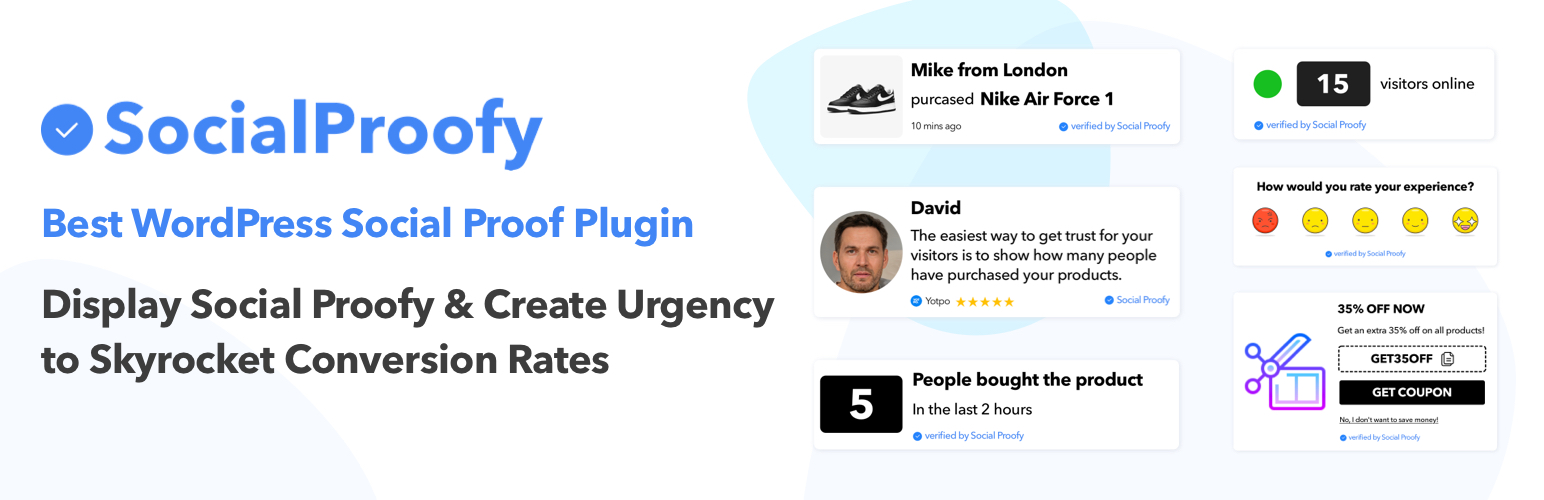 SocialProofy
Best WordPress Social Proof Plugin
Display Social Proofy & Create Urgency
to Skyrocket Conversion Rates
Mike from London
purcased Nike Air Force 1
10 mins ago
verified by Social Proofy
David
The easiest way to get trust for your
visitors is to show how many people
have purchased your products.
Yotpo
Social Proofy
5
People bought the product
In the last 2 hours
verified by Social Proofy
15
visitors online
verified by Social Proofy
How would you rate your experience?
verified by Social Proofy
35% OFF NOW
Get an extra 35% off on all products!
GET35OFF
GET COUPON
No, I don't want to save money!
verified by Social Proofy